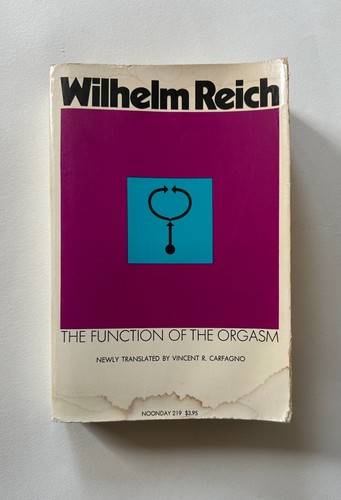 Wilhelm Reich
THE FUNCTION OF THE ORGASM
NEWLY TRANSLATED BY VINCENT R. CARFAGNO
NOONDAY 219 $3.95